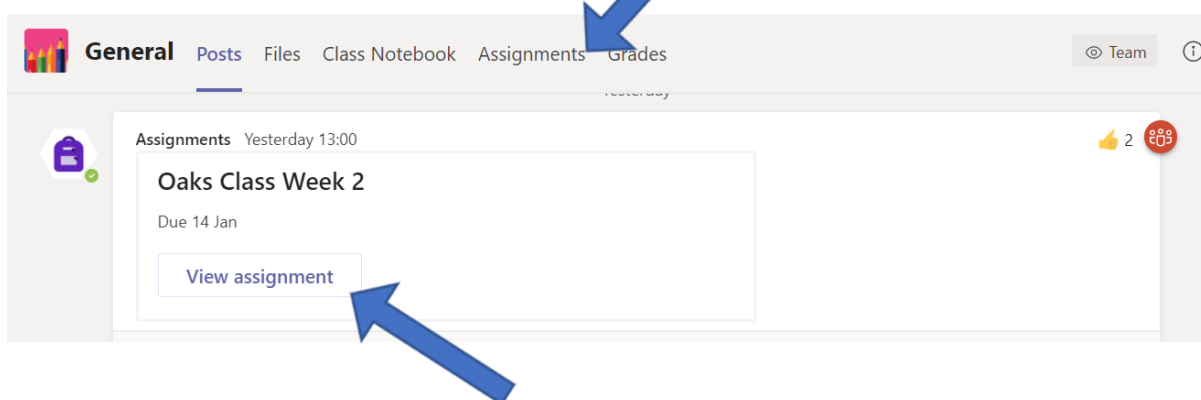 General Posts Files Class Notebook Assignments Grades Team
Yesterday
Assignments Yesterday 13:00 2
Oaks Class Week 2
Due 14 Jan
View assignment